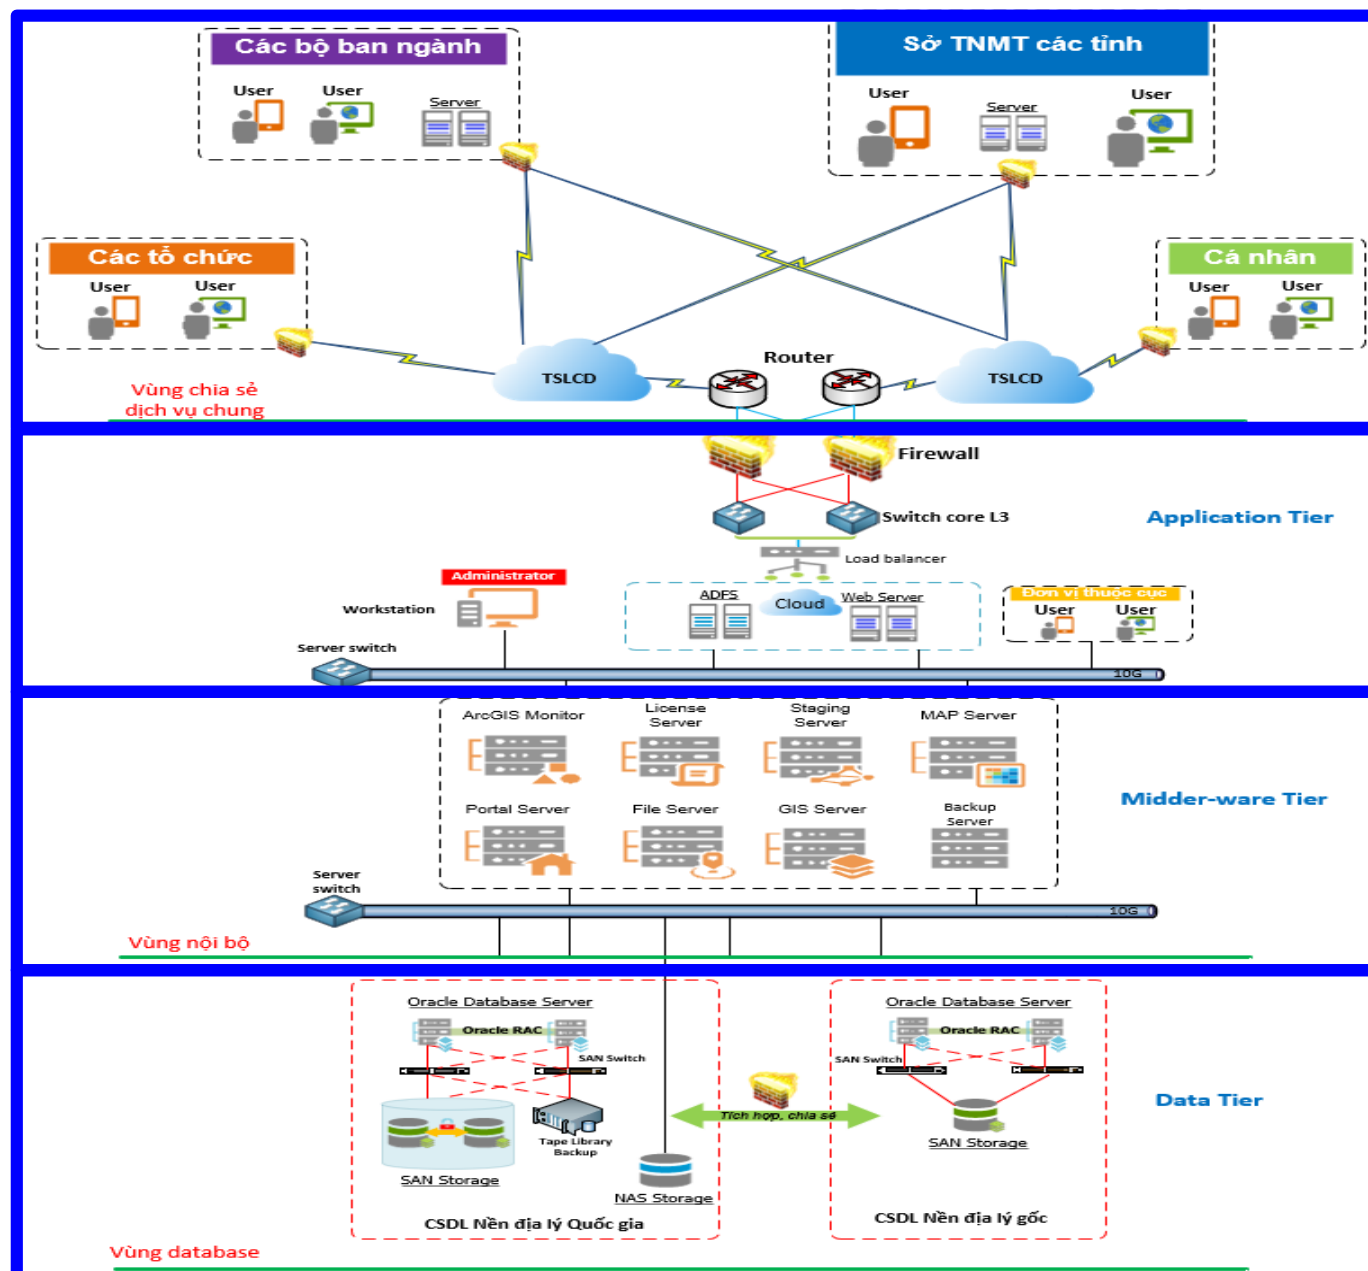 Các bộ ban ngành
User
User
Server
Sở TNMT các tỉnh
User
Server
User
Các tổ chức
User
User
Cá nhân
User
User
TSLCD
Router
TSLCD
Vùng chia sẻ
dịch vụ chung
Firewall
Switch core L3
Application Tier
Load balancer
Administrator
Workstation
ADFS
Cloud
Web Server
Đơn vị thuộc cục
User
User
Server switch
10G
ArcGIS Monitor
License
Server
Staging
Server
MAP Server
Midder-ware Tier
Portal Server
File Server
GIS Server
Backup
Server
Server
switch
10G
Vùng nội bộ
Oracle Database Server
Oracle RAC
SAN Switch
Oracle Database Server
Oracle RAC
SAN Switch
Tích hợp, chia sẻ
Data Tier
Tape Library
Backup
SAN Storage
NAS Storage
SAN Storage
CSDL Nền địa lý Quốc gia
CSDL Nền địa lý gốc
Vùng database